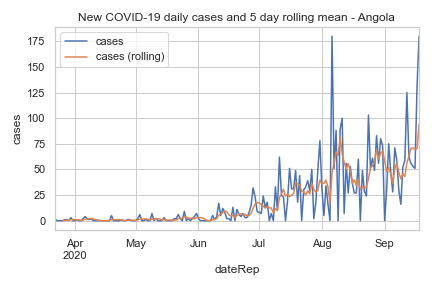 New COVID-19 daily cases and 5 day rolling mean - Angola
cases
cases (rolling)
cases
175
150
125
100
75
50
25
0
Apr
2020
May
Jun
Jul
Aug
Sep
dateRep